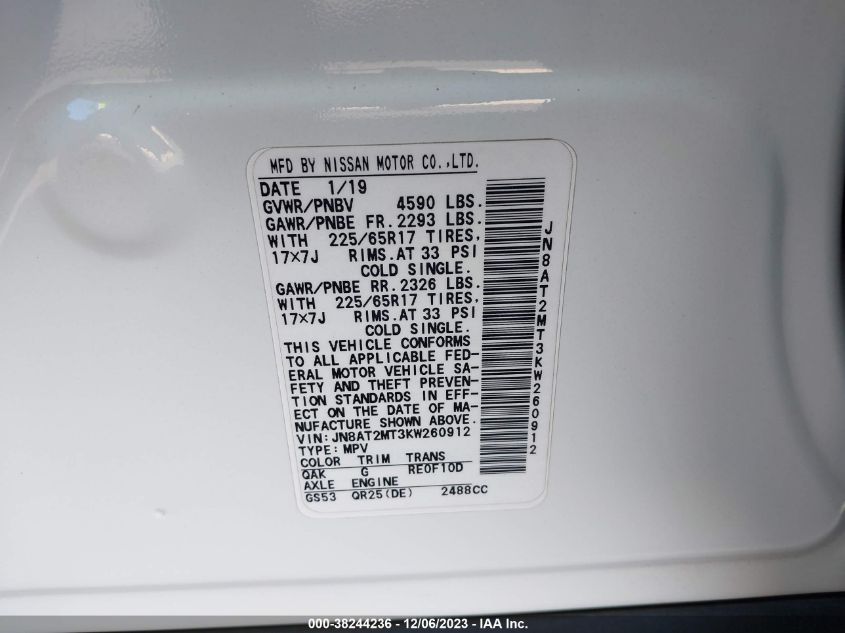 MFD BY NISSAN MOTOR CO.,LTD.
DATE 1/19
GVWR/PNBV 4590 LBS.
GAWR/PNBE FR. 2293 LBS.
WITH 225/65R17 TIRES,
17×7J RIMS.AT 33 PSI
COLD SINGLE.
GAWR/PNBE RR. 2326 LBS.
WITH 225/65R17 TIRES,
17×7J RIMS.AT 33 PSI
COLD SINGLE.
THIS VEHICLE CONFORMS
TO ALL APPLICABLE FED-
ERAL MOTOR VEHICLE SA-
FETY AND THEFT PREVEN-
TION STANDARDS IN EFF-
ECT ON THE DATE OF MA-
NUFACTURE SHOWN ABOVE.
VIN:JN8AT2MT3KW260912
TYPE:MPV
COLOR TRIM TRANS
QAK G RE0F10D
AXLE ENGINE
GS53 QR25(DE) 2488CC
JN8AT2MT3KW260912
000-38244236 - 12/06/2023 - IAA Inc.